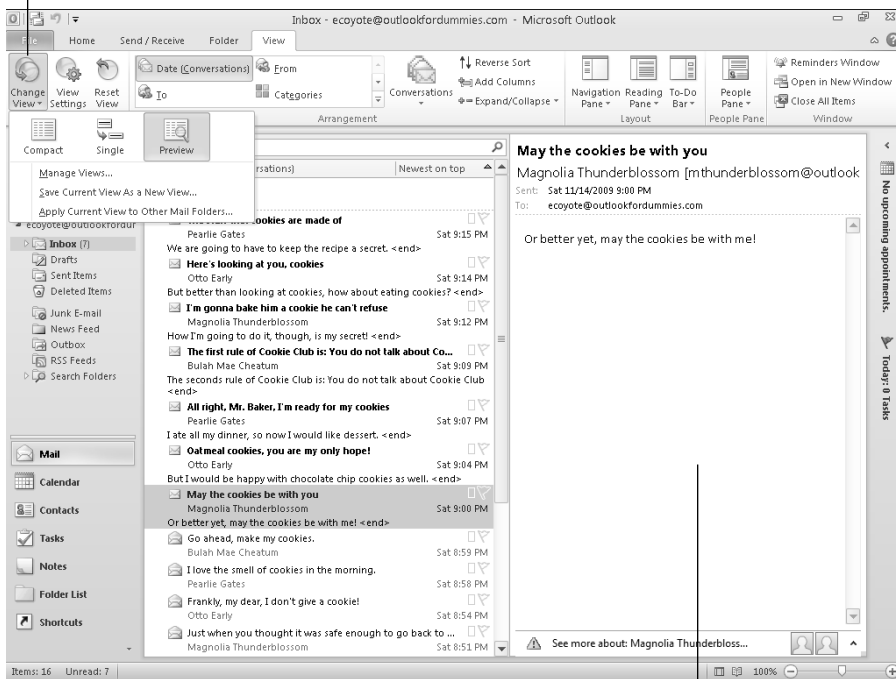 Inbox - ecoyote@outlookfordummies.com - Microsoft Outlook
File Home Send / Receive Folder View
Change View
View Settings
Reset View
Date (Conversations)
From
To
Categories
Arrangement
Conversations
Reverse Sort
Add Columns
Expand/Collapse
Navigation Pane
Reading Pane
To-Do Bar
Layout
People Pane
People Pane
Reminders Window
Open in New Window
Close All Items
Window
Compact
Single
Preview
Manage Views...
Save Current View As a New View...
Apply Current View to Other Mail Folders...
ecoyote@outlookfordur
Inbox (7)
Drafts
Sent Items
Deleted Items
Junk E-mail
News Feed
Outbox
RSS Feeds
Search Folders
Mail
Calendar
Contacts
Tasks
Notes
Folder List
Shortcuts
rsations) Newest on top
cookies are made of
Pearlie Gates Sat 9:15 PM
We are going to have to keep the recipe a secret. <end>
Here's looking at you, cookies
Otto Early Sat 9:14 PM
But better than looking at cookies, how about eating cookies? <end>
I'm gonna bake him a cookie he can't refuse
Magnolia Thunderblossom Sat 9:12 PM
How I'm going to do it, though, is my secret! <end>
The first rule of Cookie Club is: You do not talk about Co...
Bulah Mae Cheatum Sat 9:09 PM
The seconds rule of Cookie Club is: You do not talk about Cookie Club
<end>
All right, Mr. Baker, I'm ready for my cookies
Pearlie Gates Sat 9:07 PM
I ate all my dinner, so now I would like dessert. <end>
Oatmeal cookies, you are my only hope!
Otto Early Sat 9:04 PM
But I would be happy with chocolate chip cookies as well. <end>
May the cookies be with you
Magnolia Thunderblossom Sat 9:00 PM
Or better yet, may the cookies be with me! <end>
Go ahead, make my cookies.
Bulah Mae Cheatum Sat 8:59 PM
I love the smell of cookies in the morning.
Pearlie Gates Sat 8:58 PM
Frankly, my dear, I don't give a cookie!
Otto Early Sat 8:54 PM
Just when you thought it was safe enough to go back to ...
Magnolia Thunderblossom Sat 8:51 PM
May the cookies be with you
Magnolia Thunderblossom [mthunderblossom@outlook
Sent: Sat 11/14/2009 9:00 PM
To: ecoyote@outlookfordummies.com
Or better yet, may the cookies be with me!
See more about: Magnolia Thunderbloss...
No upcoming appointments.
Today: 0 Tasks
Items: 16 Unread: 7
100%